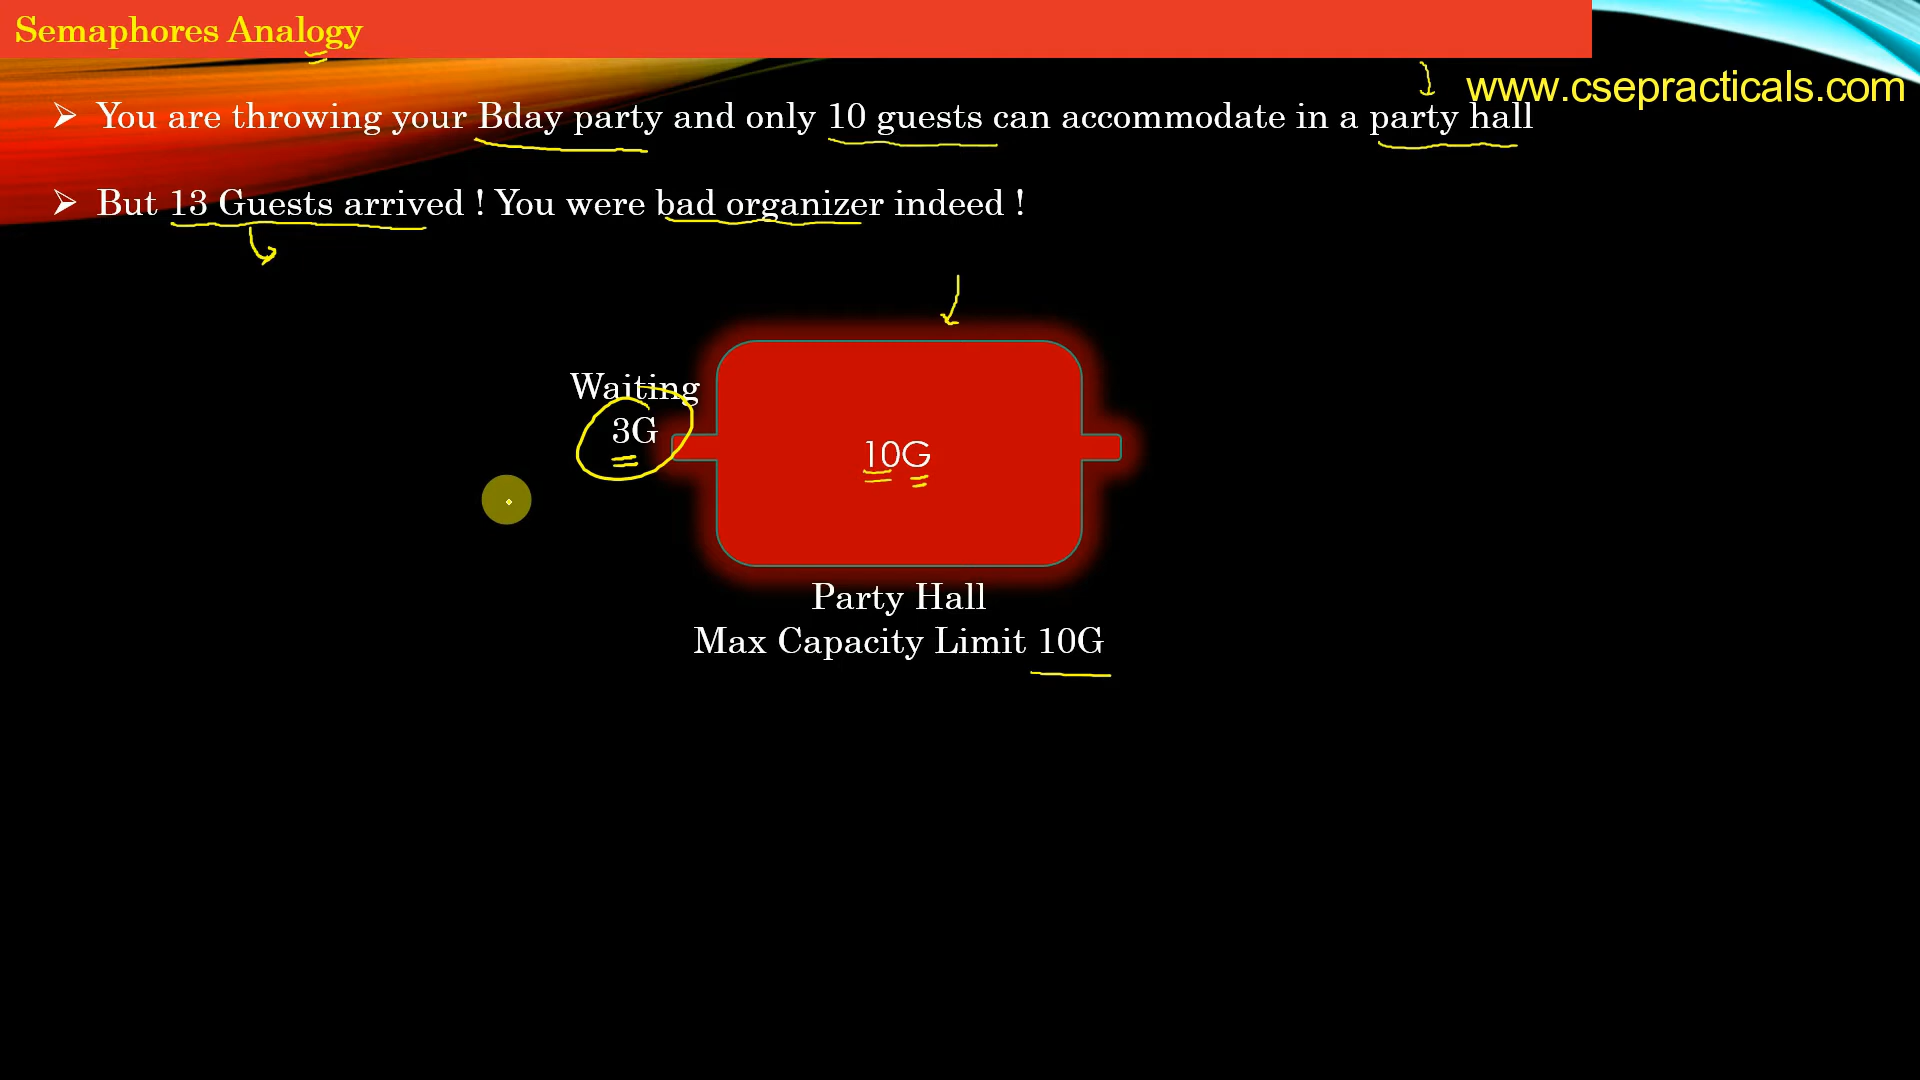 Semaphores Analogy
www.csepracticals.com
➢ You are throwing your Bday party and only 10 guests can accommodate in a party hall
➢ But 13 Guests arrived ! You were bad organizer indeed !
Waiting
3G
10G
Party Hall
Max Capacity Limit 10G